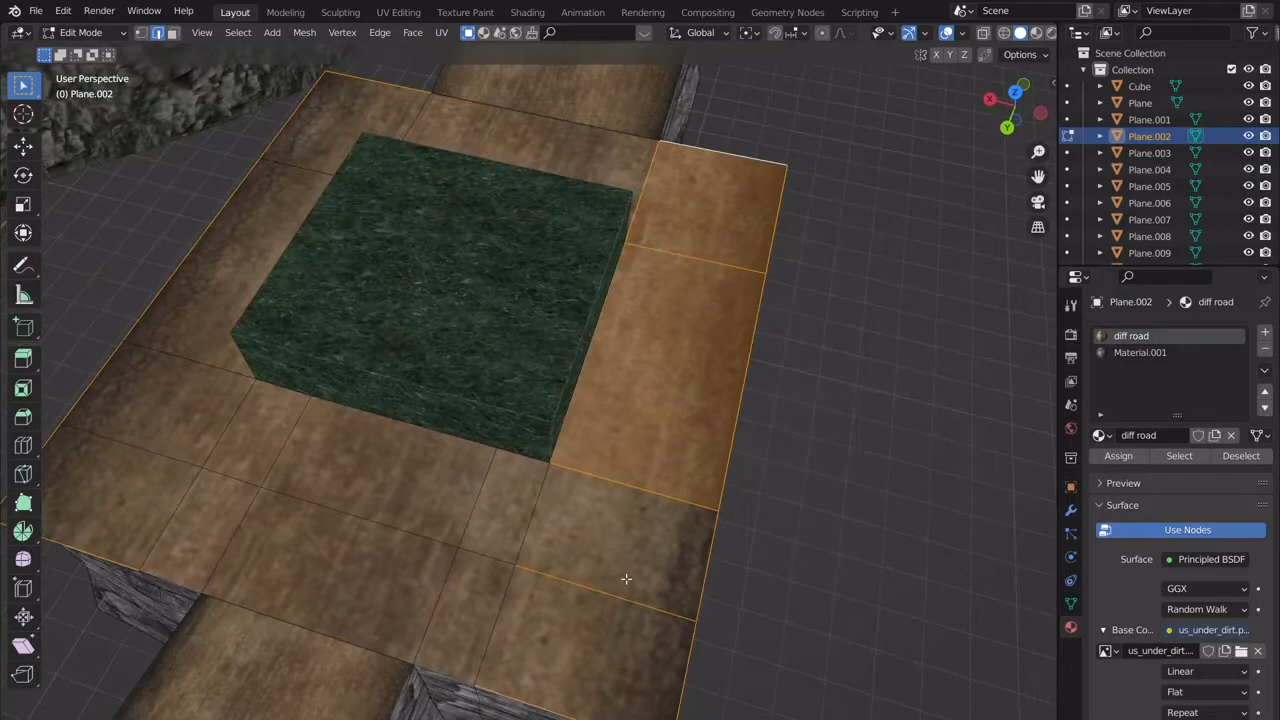 File Edit Render Window Help Layout Modeling Sculpting UV Editing Texture Paint Shading Animation Rendering Compositing Geometry Nodes Scripting + Scene ViewLayer
Edit Mode View Select Add Mesh Vertex Edge Face UV Global
X Y Z Options
User Perspective
(0) Plane.002
X
Z
Y
Scene Collection
Collection
Cube
Plane
Plane.001
Plane.002
Plane.003
Plane.004
Plane.005
Plane.006
Plane.007
Plane.008
Plane.009
Plane.002 > diff road
diff road
Material.001
diff road
Assign Select Deselect
Preview
Surface
Use Nodes
Surface Principled BSDF
GGX
Random Walk
Base Co... us_under_dirt.p...
us_under_dirt....
Linear
Flat
Repeat